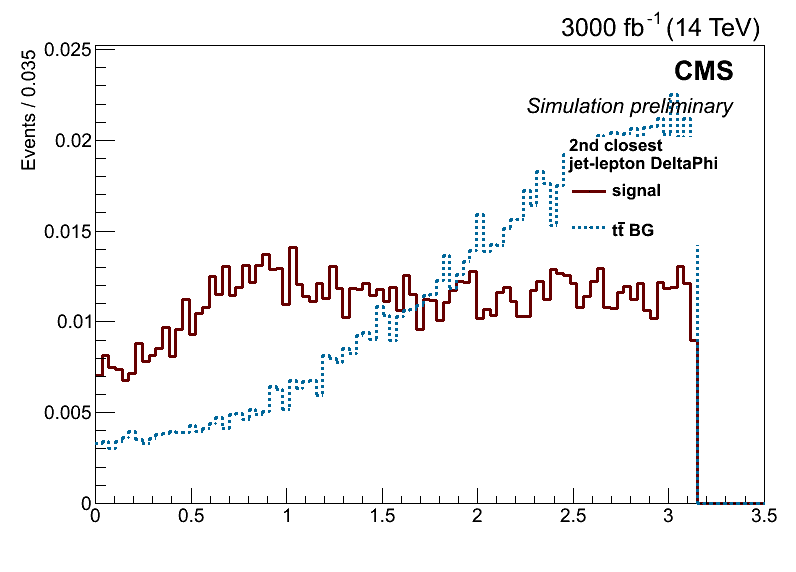 3000 fb⁻¹ (14 TeV)
CMS
Simulation preliminary
2nd closest
jet-lepton DeltaPhi
signal
tt̄ BG
Events / 0.035
0.025
0.02
0.015
0.01
0.005
0
0 0.5 1 1.5 2 2.5 3 3.5